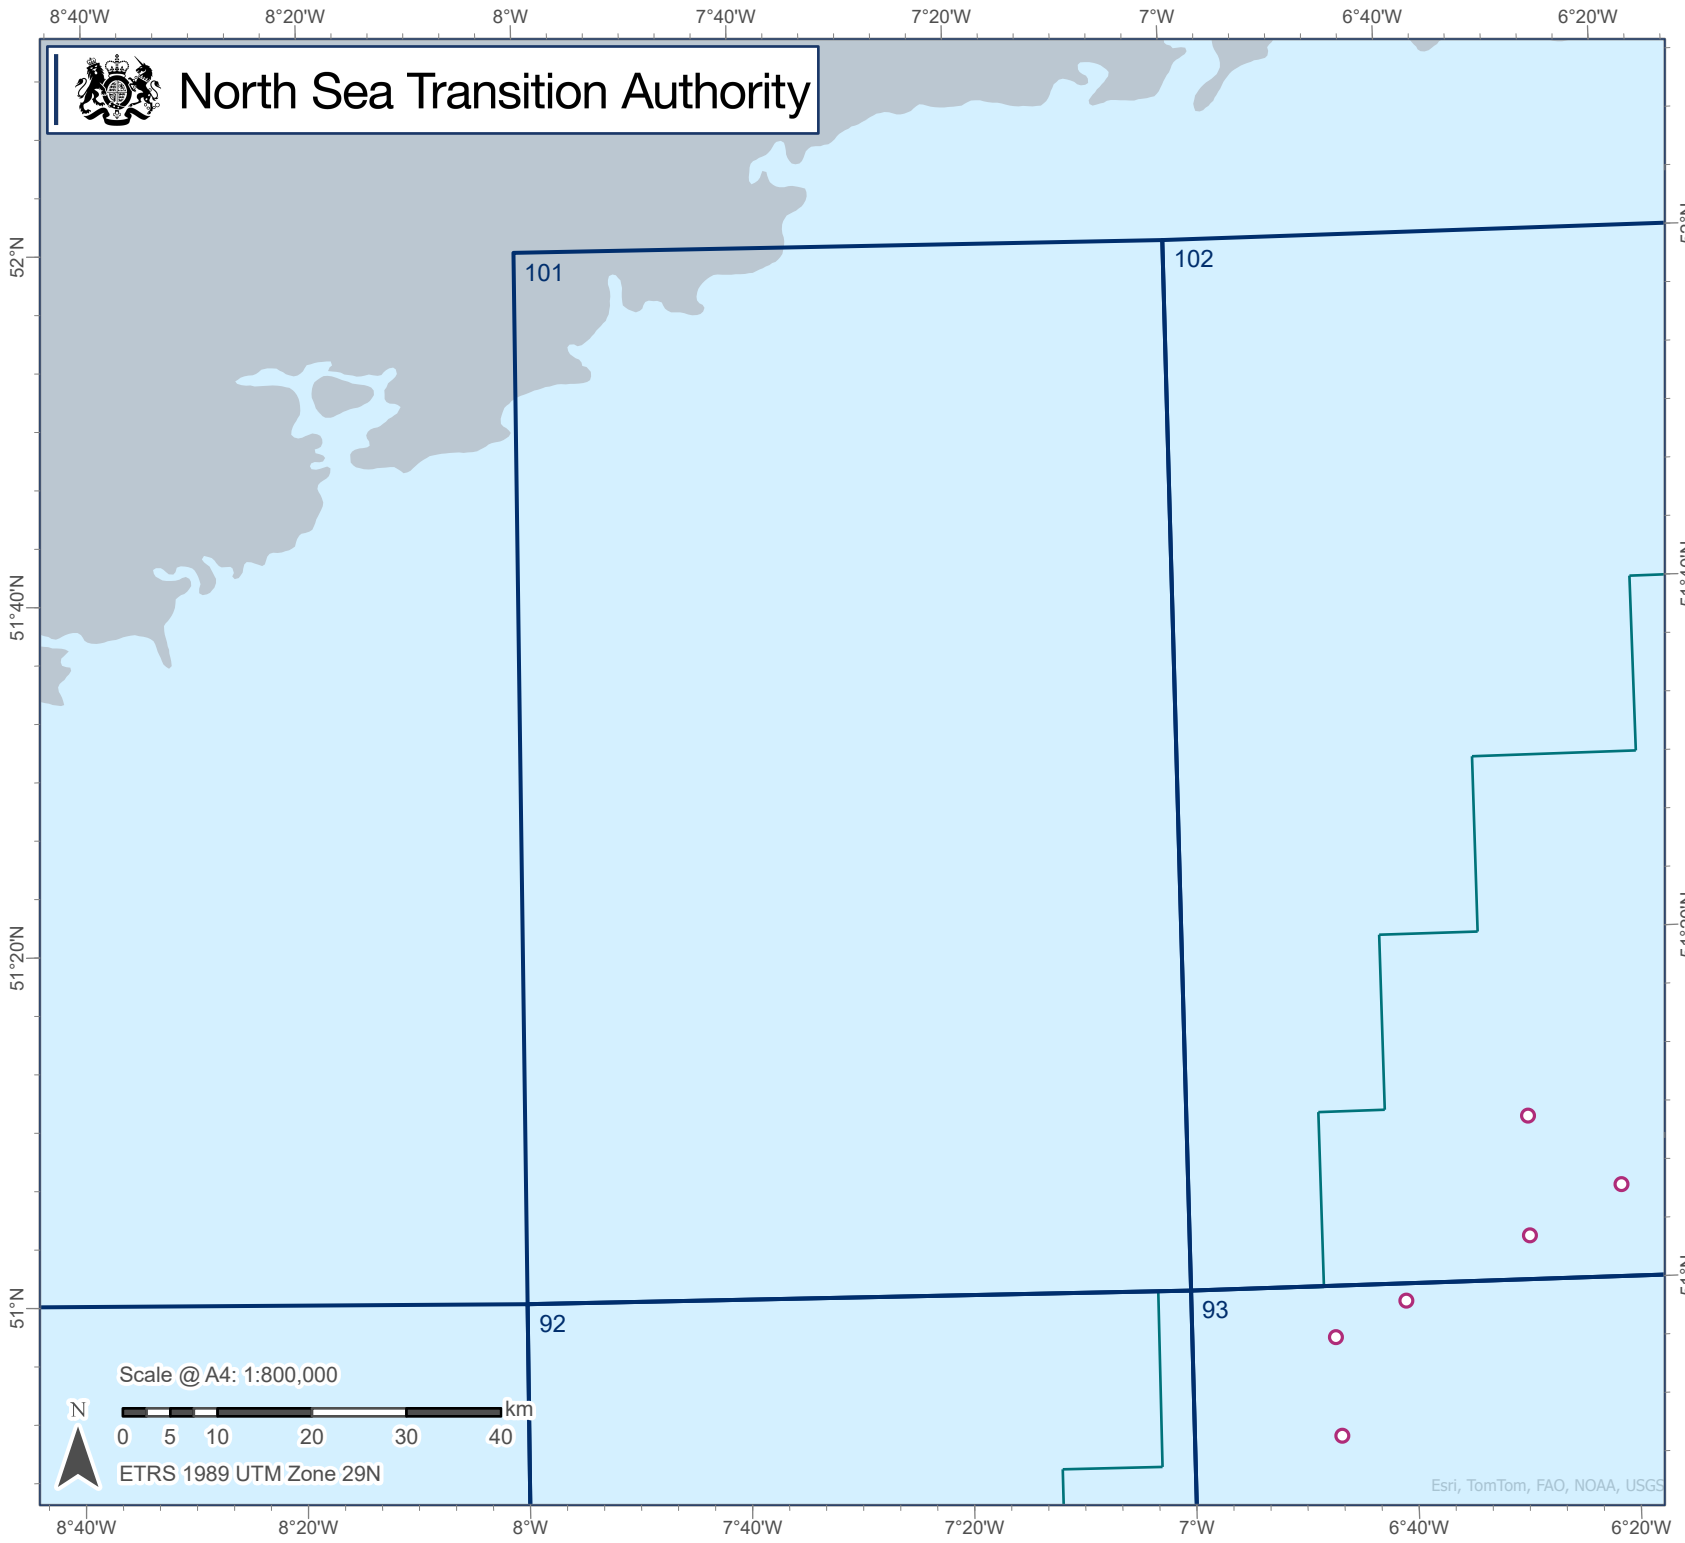 8°40'W 8°20'W 8°W 7°40'W 7°20'W 7°W 6°40'W 6°20'W
North Sea Transition Authority
52°N
101
102
51°40'N
51°20'N
51°N
51°N
92
93
Scale @ A4: 1:800,000
N
km
0 5 10 20 30 40
ETRS 1989 UTM Zone 29N
Esri, TomTom, FAO, NOAA, USGS
8°40'W 8°20'W 8°W 7°40'W 7°20'W 7°W 6°40'W 6°20'W